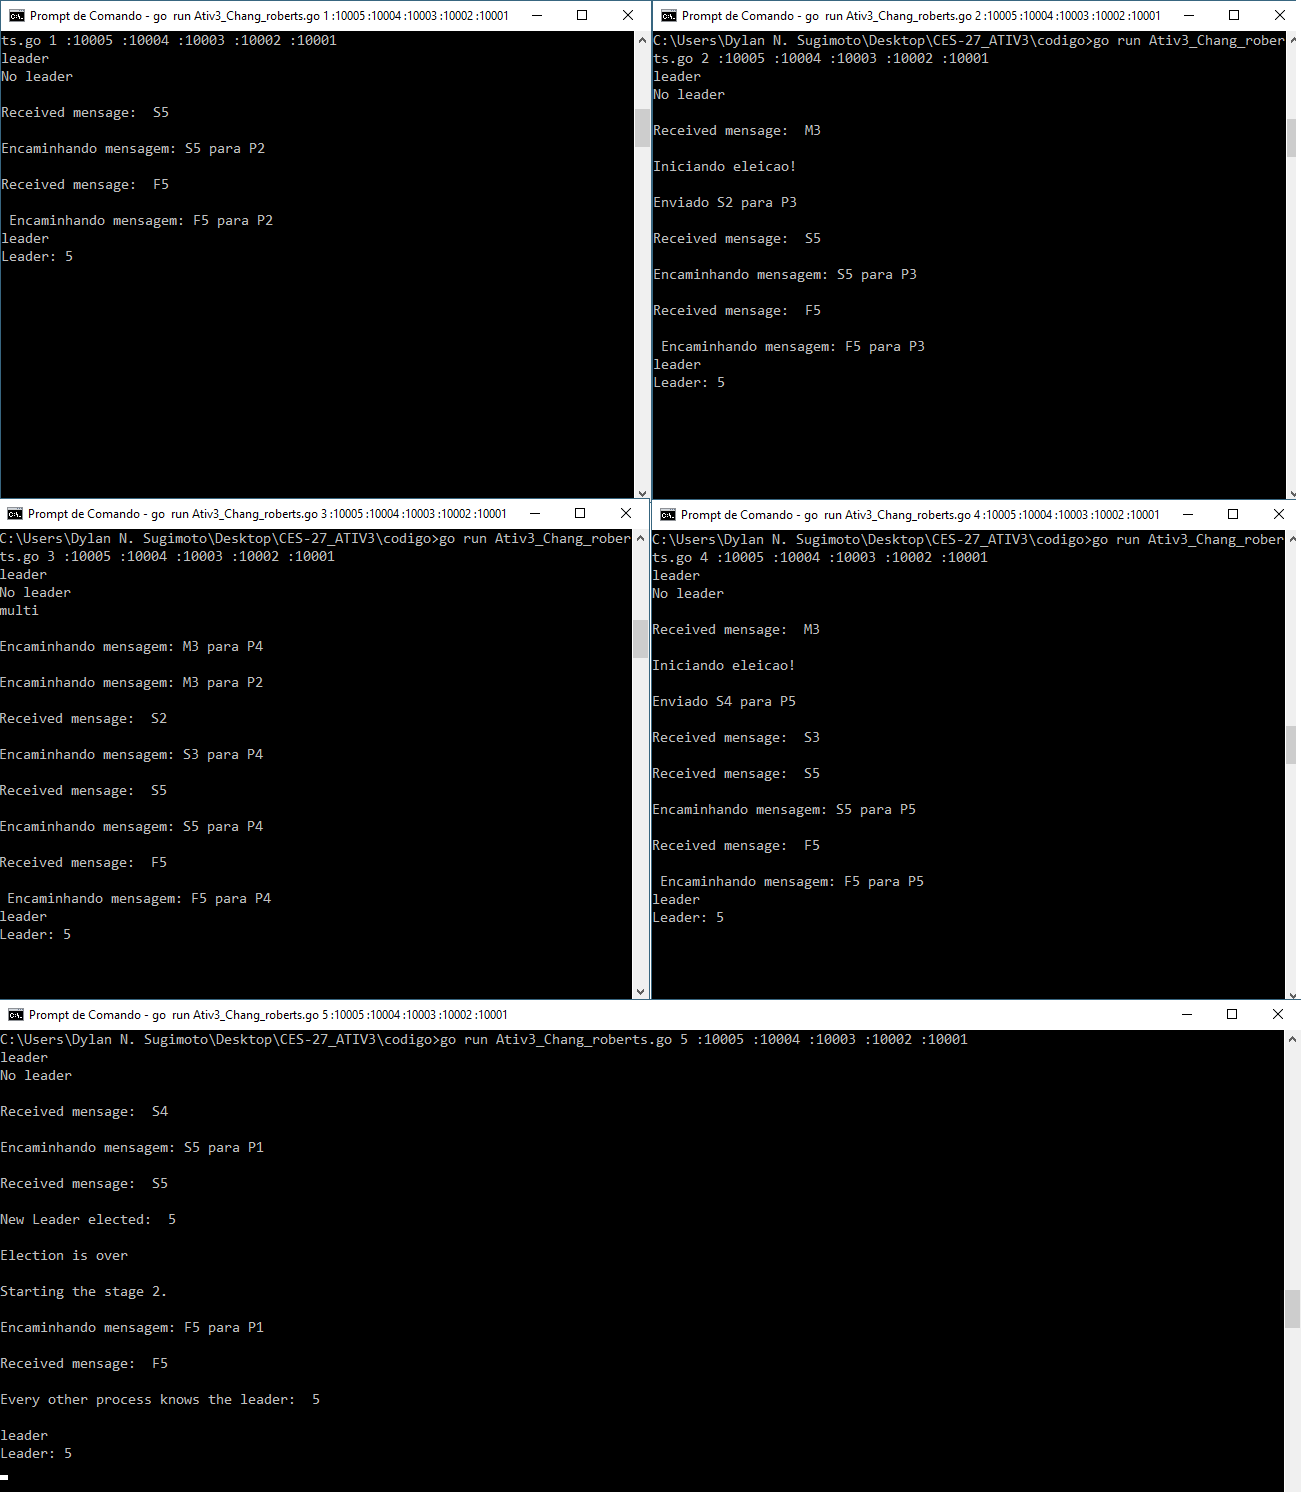 Prompt de Comando - go  run Ativ3_Chang_roberts.go 1 :10005 :10004 :10003 :10002 :10001
ts.go 1 :10005 :10004 :10003 :10002 :10001
leader
No leader
Received mensage:  S5
Encaminhando mensagem: S5 para P2
Received mensage:  F5
 Encaminhando mensagem: F5 para P2
leader
Leader: 5
Prompt de Comando - go  run Ativ3_Chang_roberts.go 2 :10005 :10004 :10003 :10002 :10001
C:\Users\Dylan N. Sugimoto\Desktop\CES-27_ATIV3\codigo>go run Ativ3_Chang_rober
ts.go 2 :10005 :10004 :10003 :10002 :10001
leader
No leader
Received mensage:  M3
Iniciando eleicao!
Enviado S2 para P3
Received mensage:  S5
Encaminhando mensagem: S5 para P3
Received mensage:  F5
 Encaminhando mensagem: F5 para P3
leader
Leader: 5
Prompt de Comando - go  run Ativ3_Chang_roberts.go 3 :10005 :10004 :10003 :10002 :10001
C:\Users\Dylan N. Sugimoto\Desktop\CES-27_ATIV3\codigo>go run Ativ3_Chang_rober
ts.go 3 :10005 :10004 :10003 :10002 :10001
leader
No leader
multi
Encaminhando mensagem: M3 para P4
Encaminhando mensagem: M3 para P2
Received mensage:  S2
Encaminhando mensagem: S3 para P4
Received mensage:  S5
Encaminhando mensagem: S5 para P4
Received mensage:  F5
 Encaminhando mensagem: F5 para P4
leader
Leader: 5
Prompt de Comando - go  run Ativ3_Chang_roberts.go 4 :10005 :10004 :10003 :10002 :10001
C:\Users\Dylan N. Sugimoto\Desktop\CES-27_ATIV3\codigo>go run Ativ3_Chang_rober
ts.go 4 :10005 :10004 :10003 :10002 :10001
leader
No leader
Received mensage:  M3
Iniciando eleicao!
Enviado S4 para P5
Received mensage:  S3
Received mensage:  S5
Encaminhando mensagem: S5 para P5
Received mensage:  F5
 Encaminhando mensagem: F5 para P5
leader
Leader: 5
Prompt de Comando - go  run Ativ3_Chang_roberts.go 5 :10005 :10004 :10003 :10002 :10001
C:\Users\Dylan N. Sugimoto\Desktop\CES-27_ATIV3\codigo>go run Ativ3_Chang_roberts.go 5 :10005 :10004 :10003 :10002 :10001
leader
No leader
Received mensage:  S4
Encaminhando mensagem: S5 para P1
Received mensage:  S5
New Leader elected:  5
Election is over
Starting the stage 2.
Encaminhando mensagem: F5 para P1
Received mensage:  F5
Every other process knows the leader:  5
leader
Leader: 5